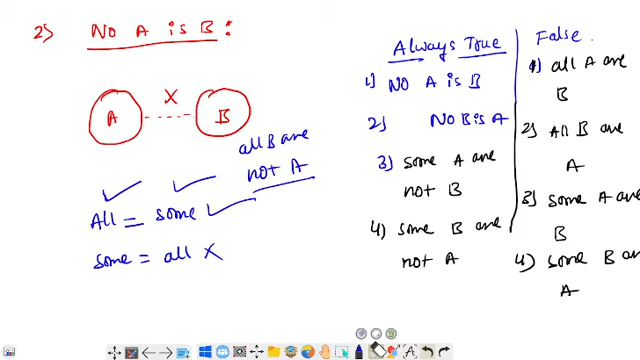 2) NO A is B :
A X B
all B are
not A
All = some
some = all X
Always True
1) NO A is B
2) NO B is A
3) some A are
not B
4) some B are
not A
False
1) all A are
B
2) All B are
A
3) some A are
B
4) some B are
A